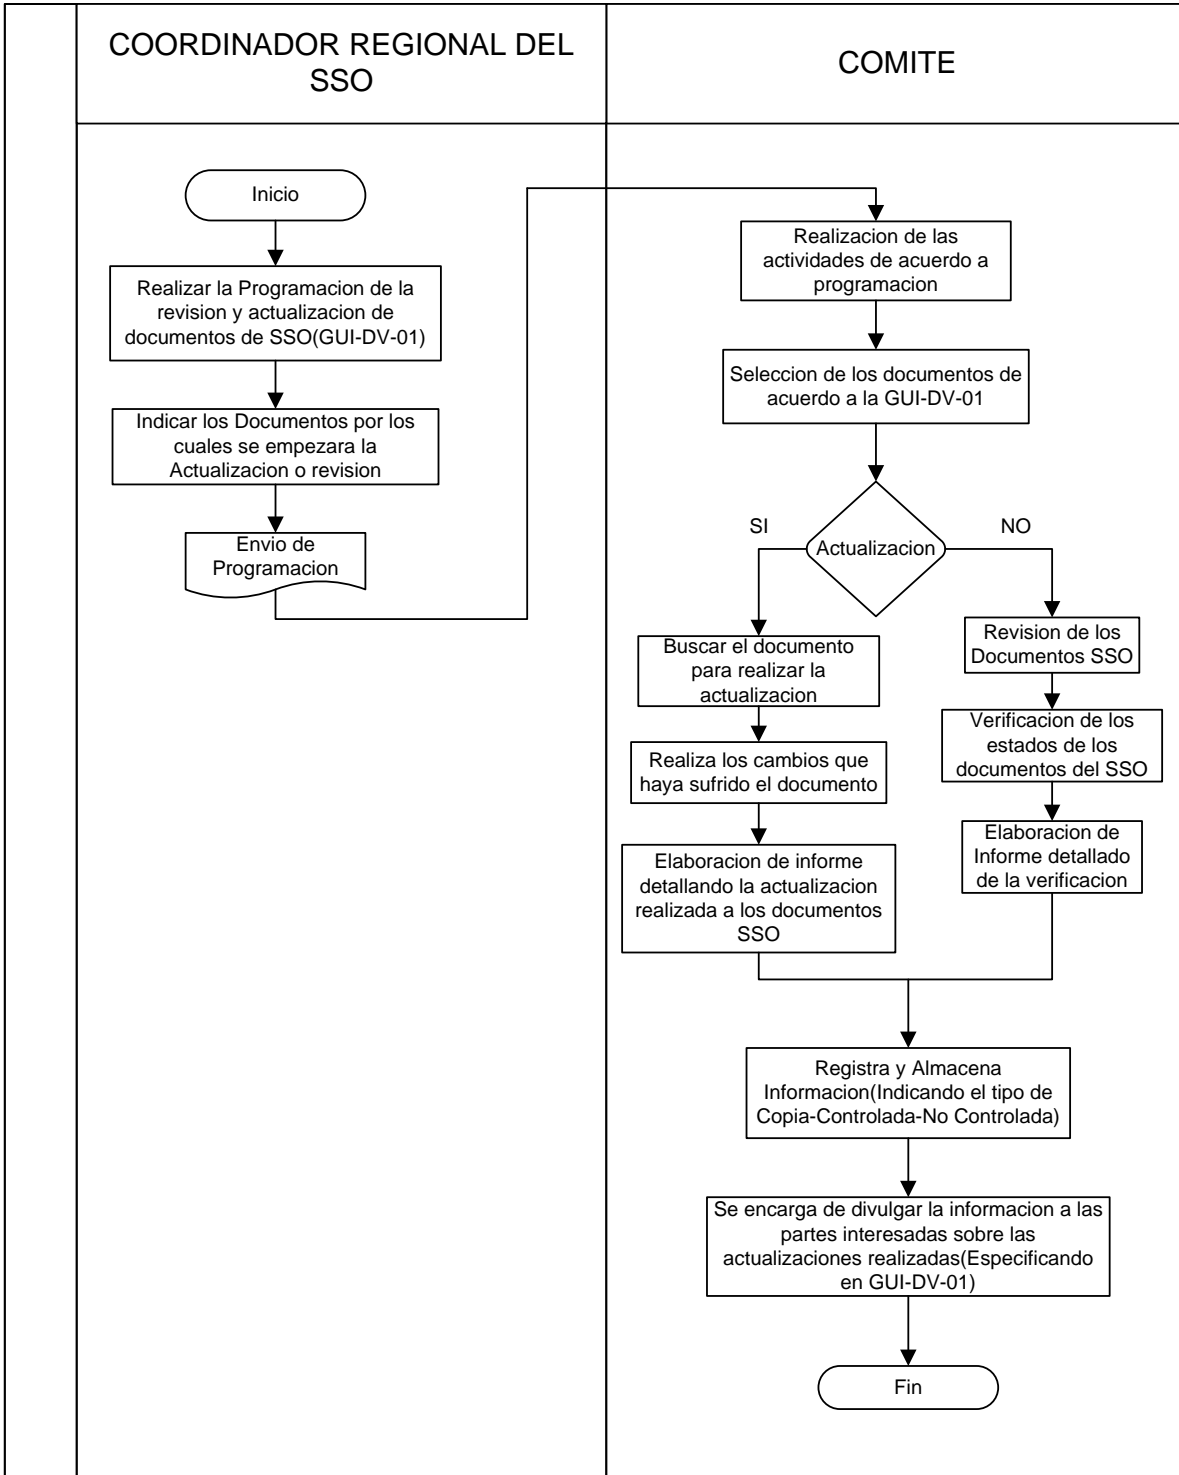 COORDINADOR REGIONAL DEL
SSO
COMITE
Inicio
Realizar la Programacion de la
revision y actualizacion de
documentos de SSO(GUI-DV-01)
Indicar los Documentos por los
cuales se empezara la
Actualizacion o revision
Envio de
Programacion
Realizacion de las
actividades de acuerdo a
programacion
Seleccion de los documentos de
acuerdo a la GUI-DV-01
Actualizacion
SI
NO
Buscar el documento
para realizar la
actualizacion
Realiza los cambios que
haya sufrido el documento
Elaboracion de informe
detallando la actualizacion
realizada a los documentos
SSO
Revision de los
Documentos SSO
Verificacion de los
estados de los
documentos del SSO
Elaboracion de
Informe detallado
de la verificacion
Registra y Almacena
Informacion(Indicando el tipo de
Copia-Controlada-No Controlada)
Se encarga de divulgar la informacion a las
partes interesadas sobre las
actualizaciones realizadas(Especificando
en GUI-DV-01)
Fin